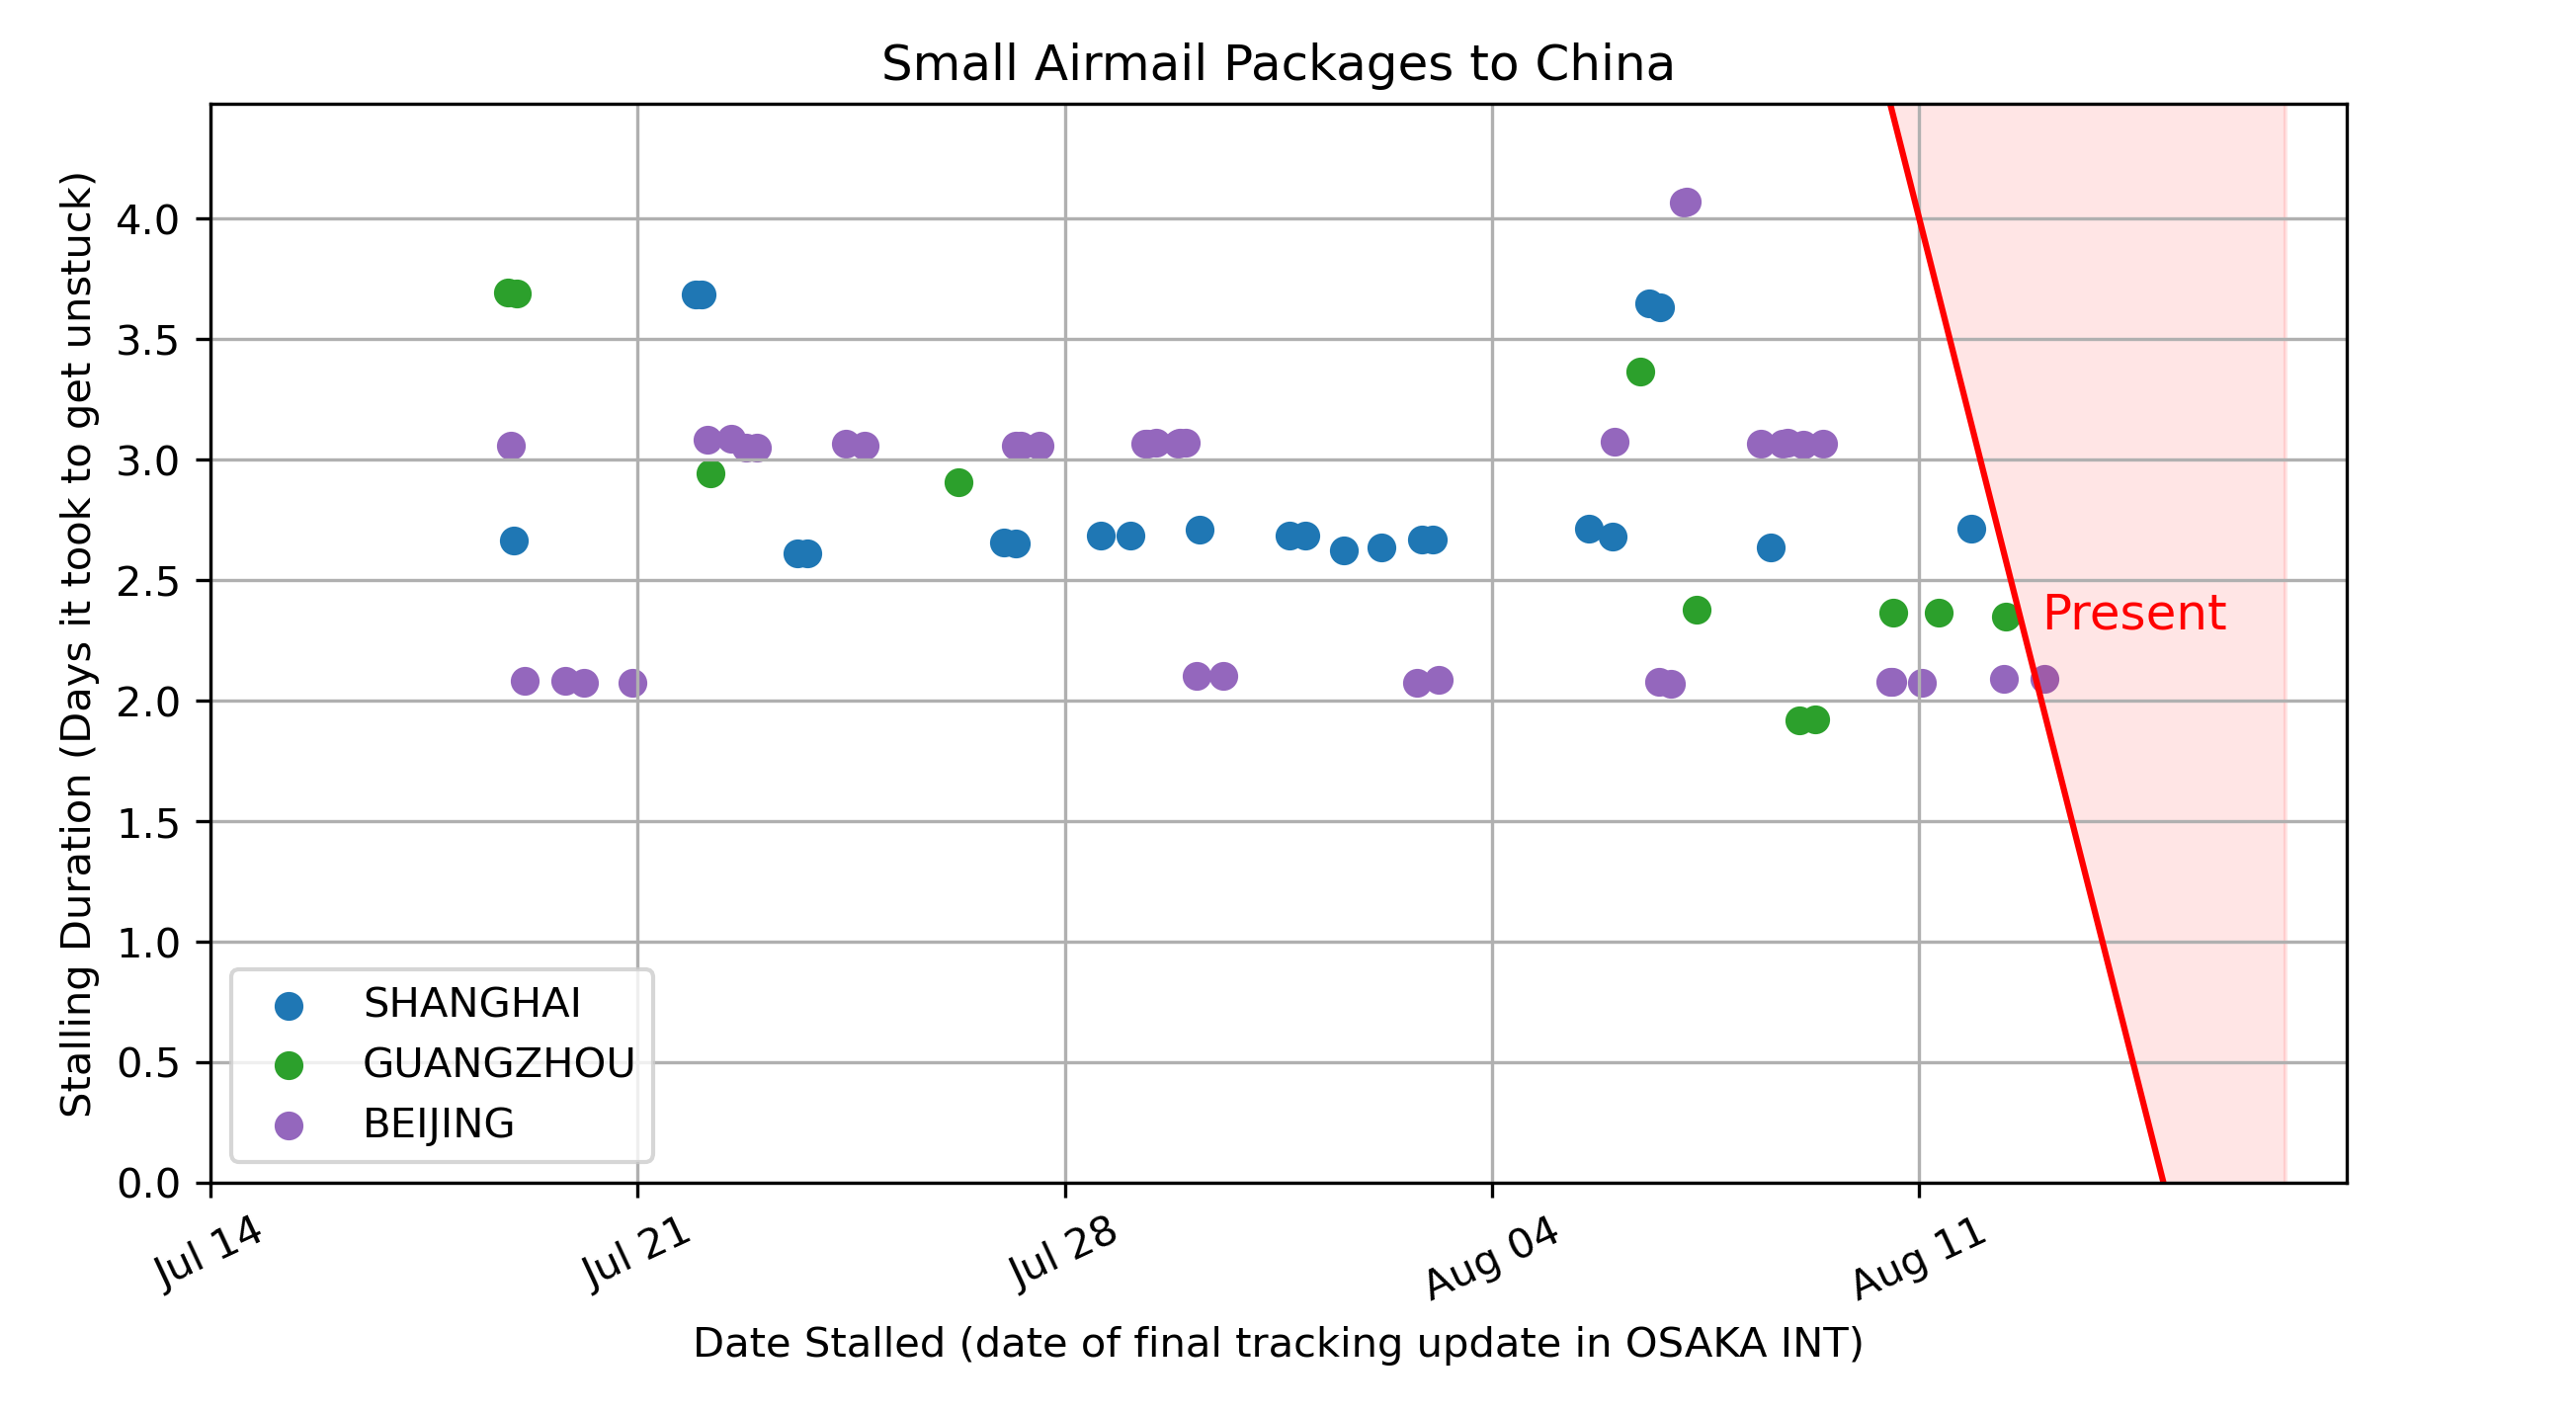 Small Airmail Packages to China
Stalling Duration (Days it took to get unstuck)
4.0
3.5
3.0
2.5
2.0
1.5
1.0
0.5
0.0
Present
SHANGHAI
GUANGZHOU
BEIJING
Jul 14
Jul 21
Jul 28
Aug 04
Aug 11
Date Stalled (date of final tracking update in OSAKA INT)